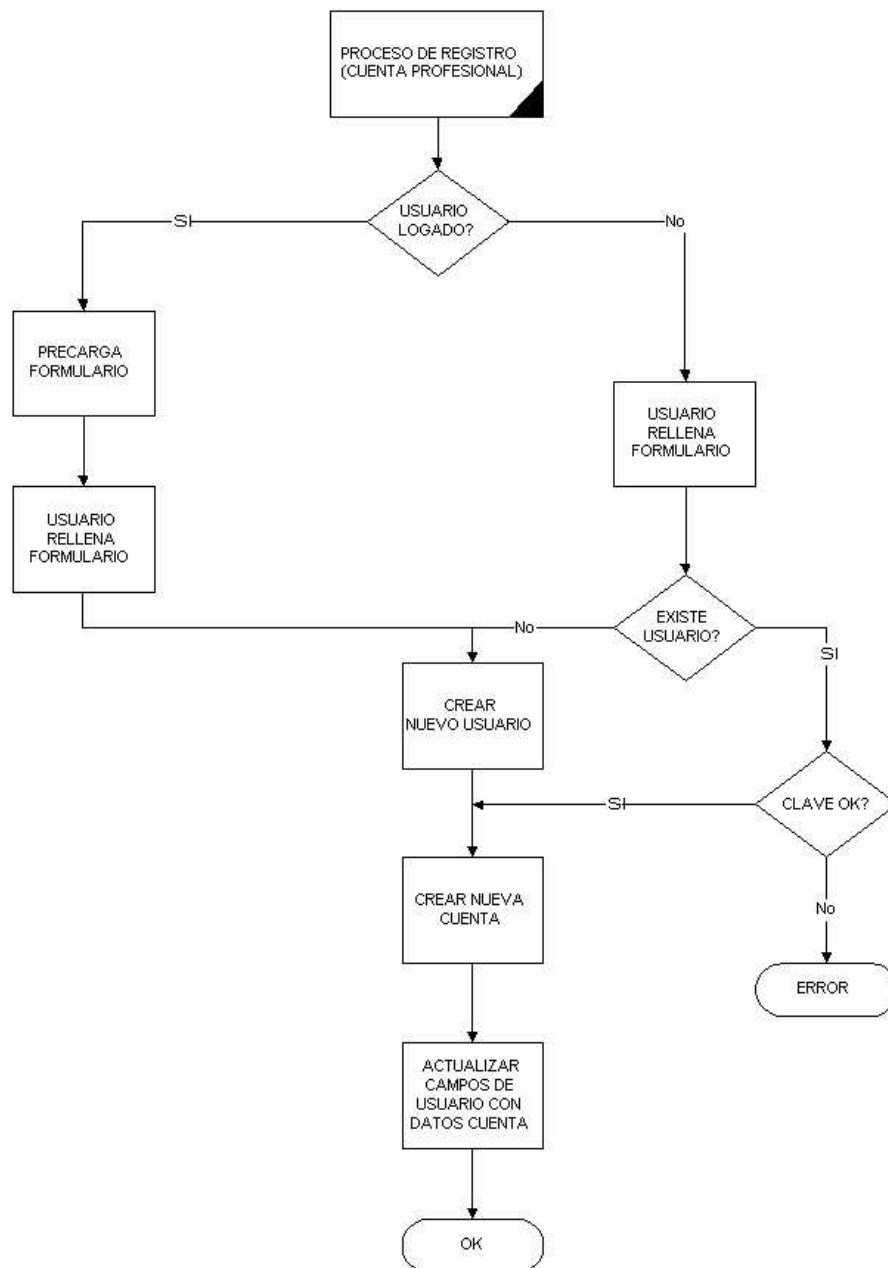 PROCESO DE REGISTRO
(CUENTA PROFESIONAL)
USUARIO
LOGADO?
SI
No
PRECARGA
FORMULARIO
USUARIO
RELLENA
FORMULARIO
USUARIO
RELLENA
FORMULARIO
EXISTE
USUARIO?
No
SI
CREAR
NUEVO USUARIO
CLAVE OK?
SI
No
CREAR NUEVA
CUENTA
ERROR
ACTUALIZAR
CAMPOS DE
USUARIO CON
DATOS CUENTA
OK